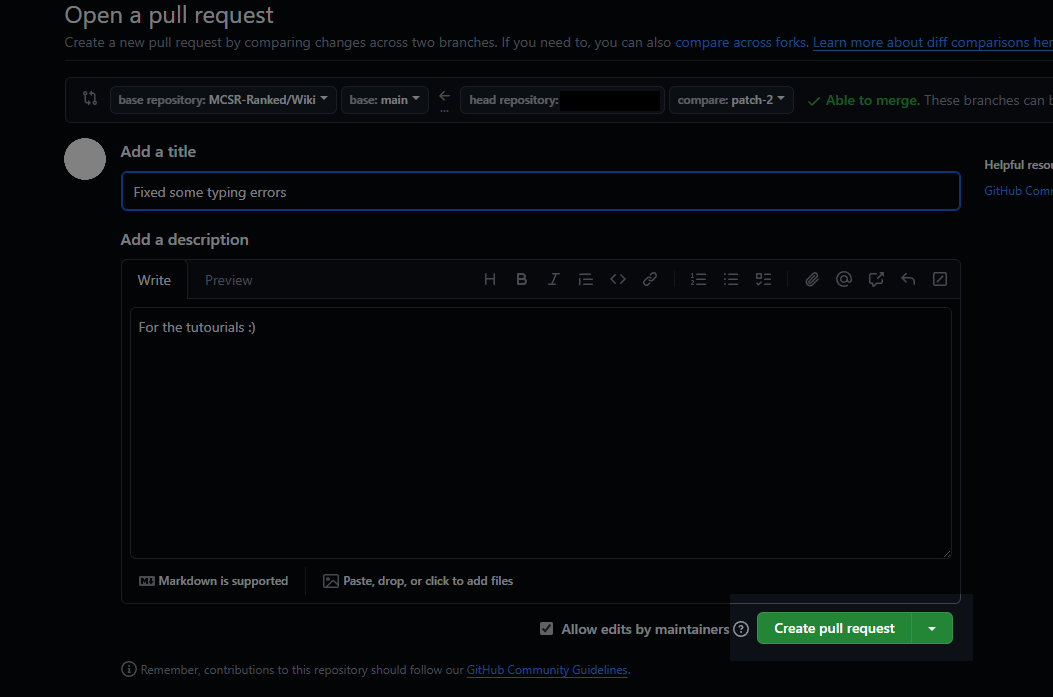 Open a pull request
Create a new pull request by comparing changes across two branches. If you need to, you can also compare across forks. Learn more about diff comparisons her
base repository: MCSR-Ranked/Wiki base: main ← ... head repository: compare: patch-2 Able to merge. These branches can b
Add a title
Helpful resou
Fixed some typing errors
GitHub Comm
Add a description
Write Preview
For the tutourials :)
Markdown is supported Paste, drop, or click to add files
Allow edits by maintainers ? Create pull request
Remember, contributions to this repository should follow our GitHub Community Guidelines.